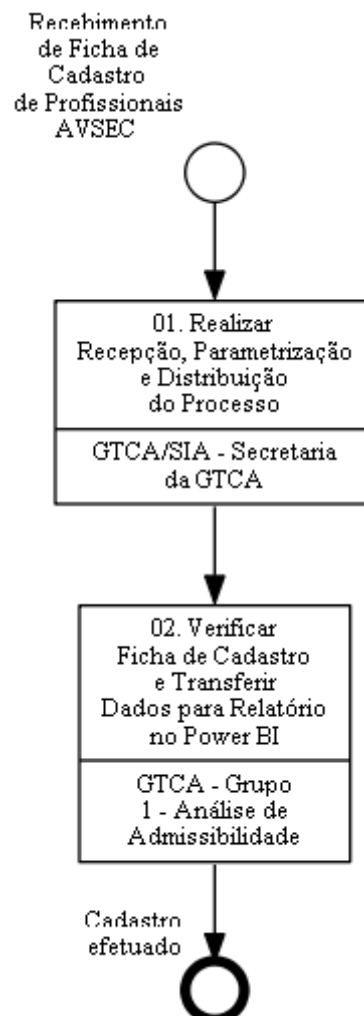 Recebimento
de Ficha de
Cadastro
de Profissionais
AVSEC
01. Realizar
Recepção, Parametrização
e Distribuição
do Processo
GTCA/SIA - Secretaria
da GTCA
02. Verificar
Ficha de Cadastro
e Transferir
Dados para Relatório
no Power BI
GTCA - Grupo
1 - Análise de
Admissibilidade
Cadastro
efetuado